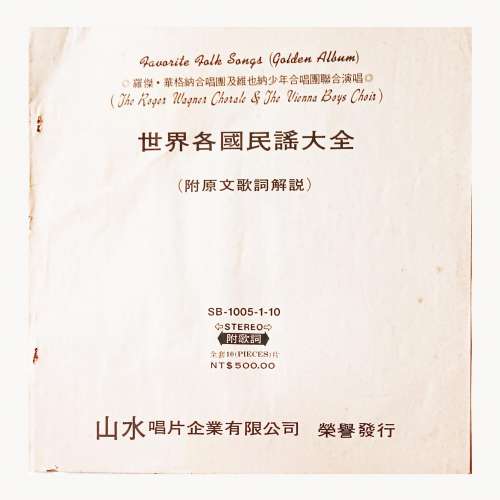 Favorite Folk Songs (Golden Album)
◎羅傑・華格納合唱團及維也納少年合唱團聯合演唱◎
(The Roger Wagner Chorale & The Vienna Boys Choir)
世界各國民謠大全
(附原文歌詞解説)
SB-1005-1-10
⇦STEREO⇨
附歌詞
全套10(PIECES)片
NT$500.00
山水唱片企業有限公司 榮譽發行